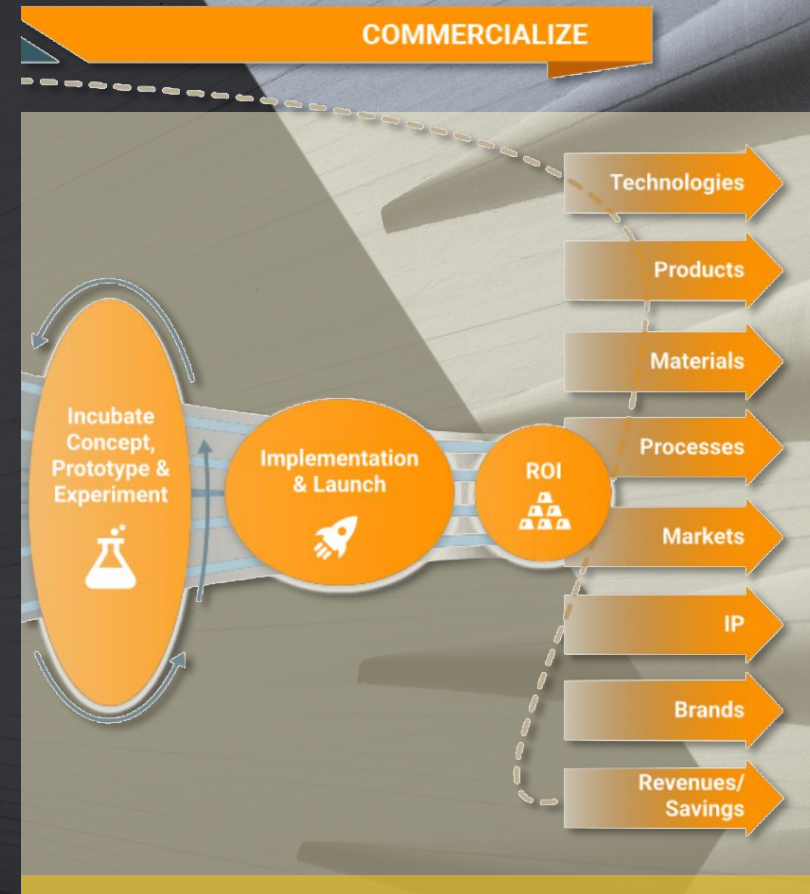 COMMERCIALIZE
Technologies
Products
Materials
Processes
Markets
IP
Brands
Revenues/
Savings
Incubate
Concept,
Prototype &
Experiment
Implementation
& Launch
ROI